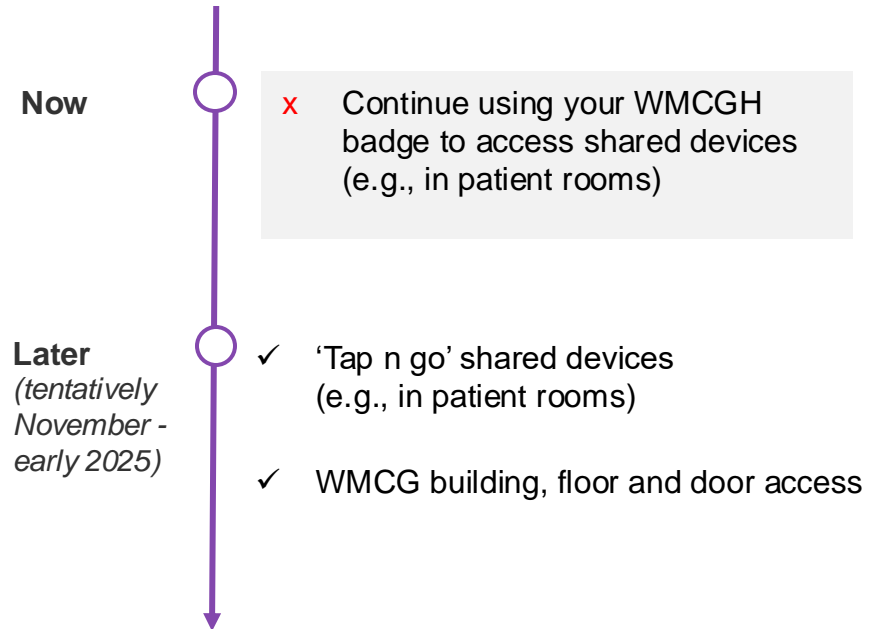 Now
x Continue using your WMCGH
badge to access shared devices
(e.g., in patient rooms)
Later
(tentatively
November -
early 2025)
✓ ‘Tap n go’ shared devices
(e.g., in patient rooms)
✓ WMCG building, floor and door access